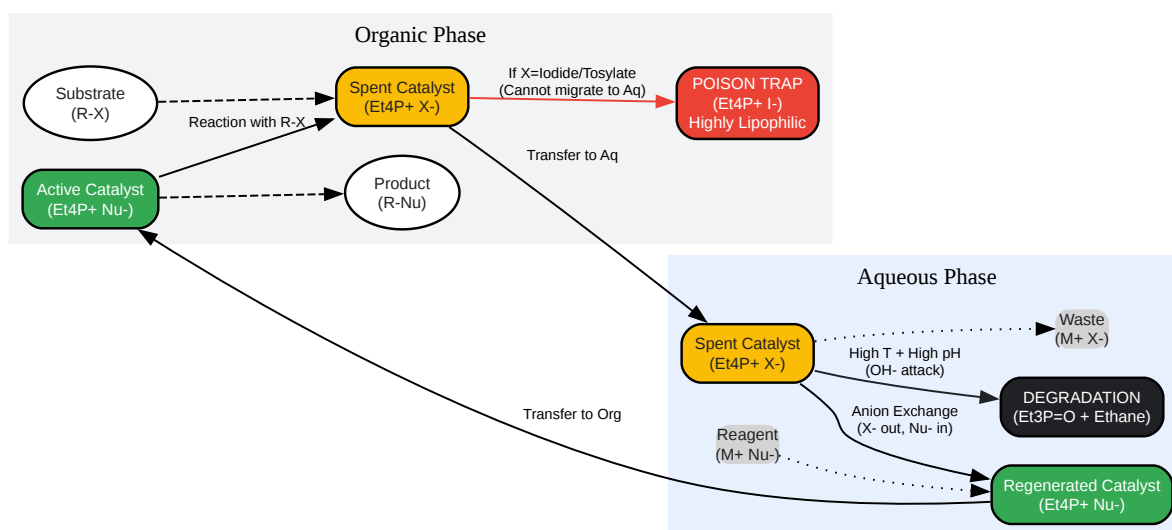 Organic Phase
Substrate
(R-X)
Reaction with R-X
Spent Catalyst
(Et4P+ X-)
If X=Iodide/Tosylate
(Cannot migrate to Aq)
POISON TRAP
(Et4P+ I-)
Highly Lipophilic
Active Catalyst
(Et4P+ Nu-)
Product
(R-Nu)
Transfer to Aq
Aqueous Phase
Spent Catalyst
(Et4P+ X-)
Waste
(M+ X-)
High T + High pH
(OH- attack)
DEGRADATION
(Et3P=O + Ethane)
Anion Exchange
(X- out, Nu- in)
Transfer to Org
Reagent
(M+ Nu-)
Regenerated Catalyst
(Et4P+ Nu-)